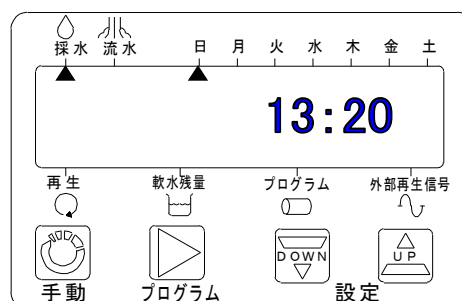 採水 流水 日 月 火 水 木 金 土
13:20
再生 軟水残量 プログラム 外部再生信号
DOWN UP
手動 プログラム 設定